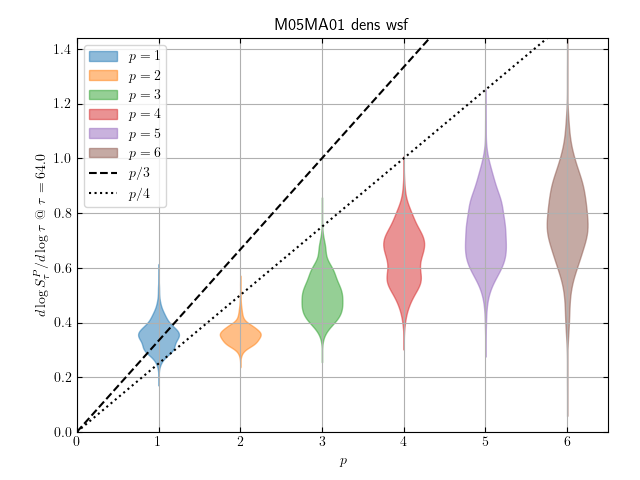 M05MA01 dens wsf
d log S_τ^P / d log τ @ τ = 64.0
1.4
1.2
1.0
0.8
0.6
0.4
0.2
0.0
p = 1
p = 2
p = 3
p = 4
p = 5
p = 6
p/3
p/4
0 1 2 3 4 5 6
p